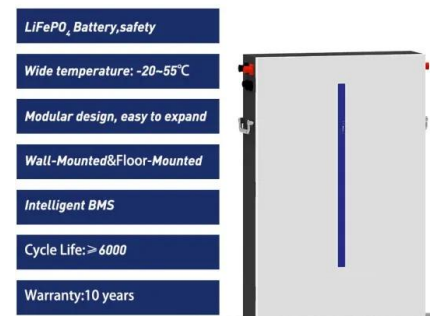 LiFePO₄ Battery,safety
Wide temperature: -20~55℃
Modular design, easy to expand
Wall-Mounted&Floor-Mounted
Intelligent BMS
Cycle Life:≥6000
Warranty:10 years